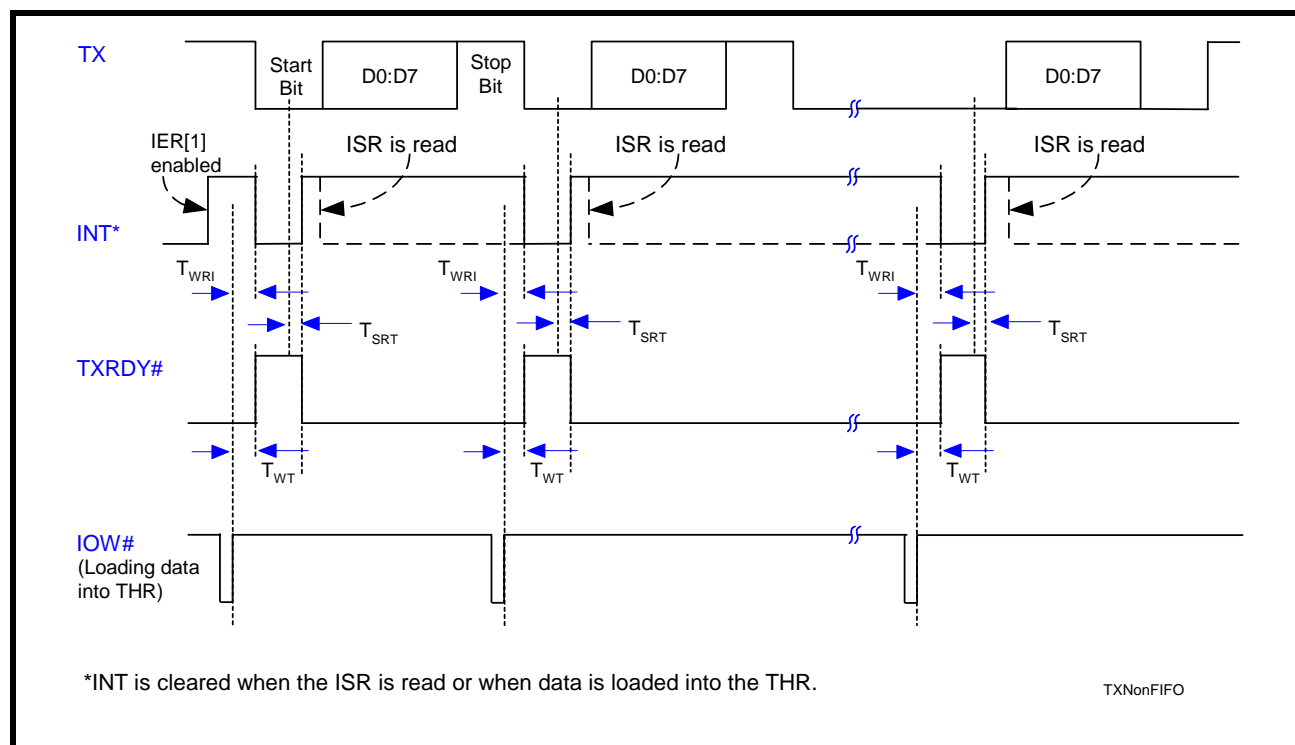 TX
Start
Bit
D0:D7
Stop
Bit
D0:D7
D0:D7
IER[1]
enabled
ISR is read
ISR is read
ISR is read
INT*
TWRI
TWRI
TWRI
TSRT
TSRT
TSRT
TXRDY#
TWT
TWT
TWT
IOW#
(Loading data
into THR)
*INT is cleared when the ISR is read or when data is loaded into the THR.
TXNonFIFO